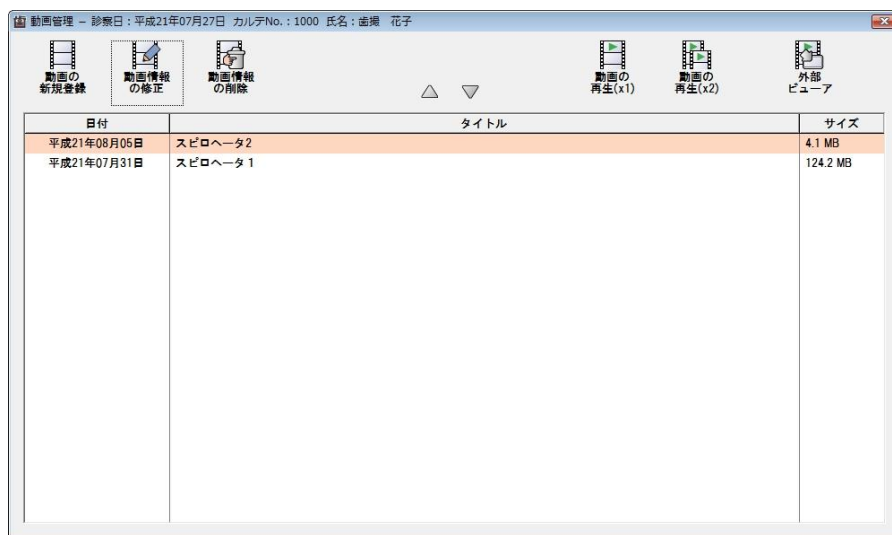 動画管理 − 診察日：平成21年07月27日 カルテNo.：1000 氏名：歯撮 花子
動画の
新規登録
動画情報
の修正
動画情報
の削除
動画の
再生(x1)
動画の
再生(x2)
外部
ビューア
日付 タイトル サイズ
平成21年08月05日 スピロヘータ2 4.1 MB
平成21年07月31日 スピロヘータ１ 124.2 MB